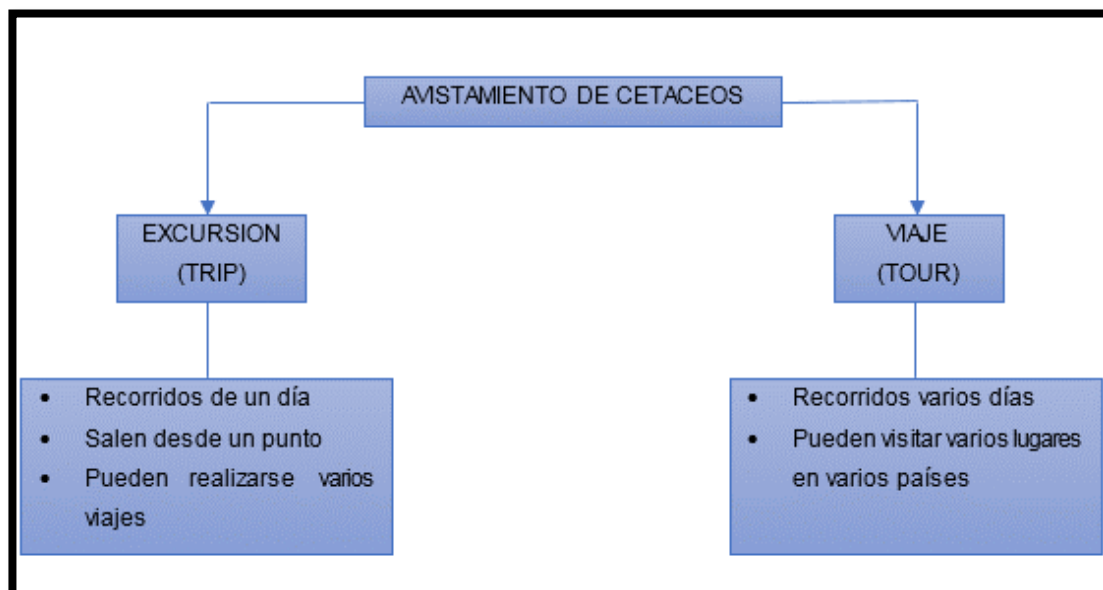 AVISTAMIENTO DE CETACEOS
EXCURSION
(TRIP)
VIAJE
(TOUR)
• Recorridos de un día
• Salen desde un punto
• Pueden realizarse varios
viajes
• Recorridos varios días
• Pueden visitar varios lugares
en varios países